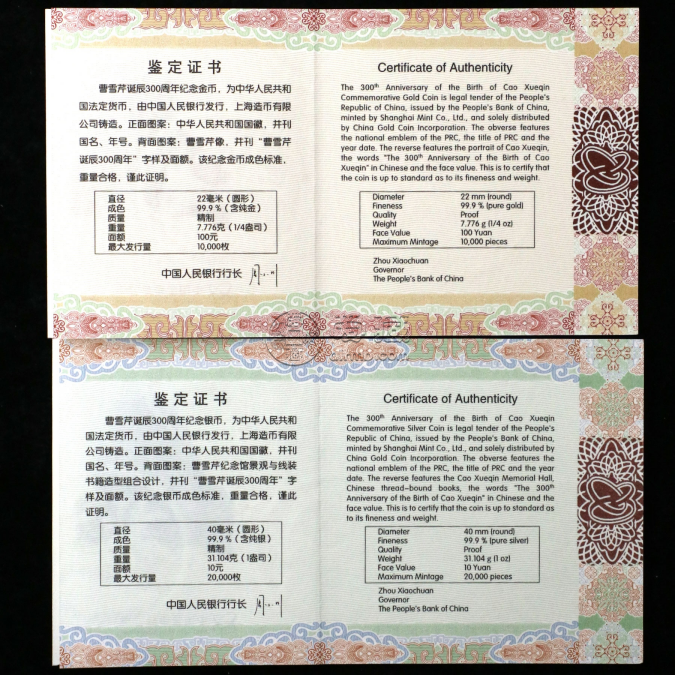 鉴定证书
曹雪芹诞辰300周年纪念金币，为中华人民共和
国法定货币，由中国人民银行发行，上海造币有限
公司铸造。正面图案：中华人民共和国国徽，并刊
国名、年号。背面图案：曹雪芹像，并刊“曹雪芹
诞辰300周年”字样及面额。该纪念金币成色标准，
重量合格，谨此证明。
直径 22毫米（圆形）
成色 99.9％（含纯金）
质量 精制
重量 7.776克（1/4盎司）
面额 100元
最大发行量 10,000枚
中国人民银行行长
Certificate of Authenticity
The 300th Anniversary of the Birth of Cao Xueqin
Commemorative Gold Coin is legal tender of the People's
Republic of China, issued by the People's Bank of China,
minted by Shanghai Mint Co., Ltd., and solely distributed
by China Gold Coin Incorporation. The obverse features
the national emblem of the PRC, the title of PRC and the
year date. The reverse features the portrait of Cao Xueqin,
the words "The 300th Anniversary of the Birth of Cao
Xueqin" in Chinese and the face value. This is to certify that
the coin is up to standard as to its fineness and weight.
Diameter 22 mm (round)
Fineness 99.9 % (pure gold)
Quality Proof
Weight 7.776 g (1/4 oz)
Face Value 100 Yuan
Maximum Mintage 10,000 pieces
Zhou Xiaochuan
Governor
The People's Bank of China
鉴定证书
曹雪芹诞辰300周年纪念银币，为中华人民共和
国法定货币，由中国人民银行发行，上海造币有限
公司铸造。正面图案：中华人民共和国国徽，并刊
国名、年号。背面图案：曹雪芹纪念馆景观与线装
书籍造型组合设计，并刊“曹雪芹诞辰300周年”字
样及面额。该纪念银币成色标准，重量合格，谨此
证明。
直径 40毫米（圆形）
成色 99.9％（含纯银）
质量 精制
重量 31.104克（1盎司）
面额 10元
最大发行量 20,000枚
中国人民银行行长
Certificate of Authenticity
The 300th Anniversary of the Birth of Cao Xueqin
Commemorative Silver Coin is legal tender of the People's
Republic of China, issued by the People's Bank of China,
minted by Shanghai Mint Co., Ltd., and solely distributed by
China Gold Coin Incorporation. The obverse features the
national emblem of the PRC, the title of PRC and the year
date. The reverse features the Cao Xueqin Memorial Hall,
Chinese thread-bound books, the words "The 300th
Anniversary of the Birth of Cao Xueqin" in Chinese and the
face value. This is to certify that the coin is up to standard as
to its fineness and weight.
Diameter 40 mm (round)
Fineness 99.9 % (pure silver)
Quality Proof
Weight 31.104 g (1 oz)
Face Value 10 Yuan
Maximum Mintage 20,000 pieces
Zhou Xiaochuan
Governor
The People's Bank of China